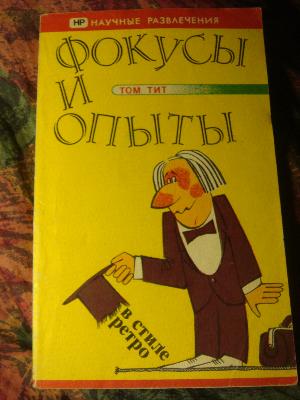 НР НАУЧНЫЕ РАЗВЛЕЧЕНИЯ
ФОКУСЫ
И
ТОМ ТИТ
ОПЫТЫ
в стиле
ретро